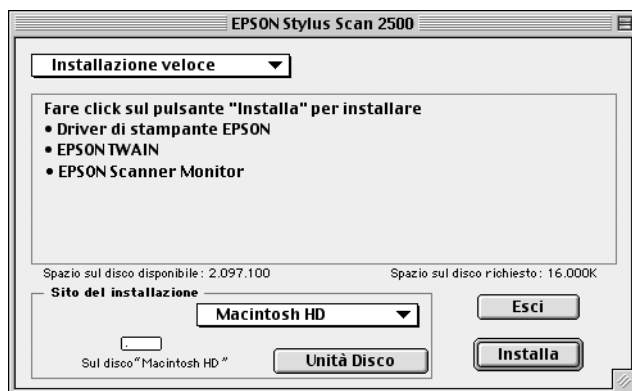 EPSON Stylus Scan 2500
Installazione veloce
Fare click sul pulsante "Installa" per installare
• Driver di stampante EPSON
• EPSON TWAIN
• EPSON Scanner Monitor
Spazio sul disco disponibile: 2.097.100
Spazio sul disco richiesto: 16.000K
Sito del installazione
Macintosh HD
Esci
Sul disco "Macintosh HD"
Unità Disco
Installa